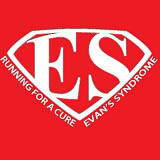 ES
RUNNING FOR A CURE
EVAN'S SYNDROME